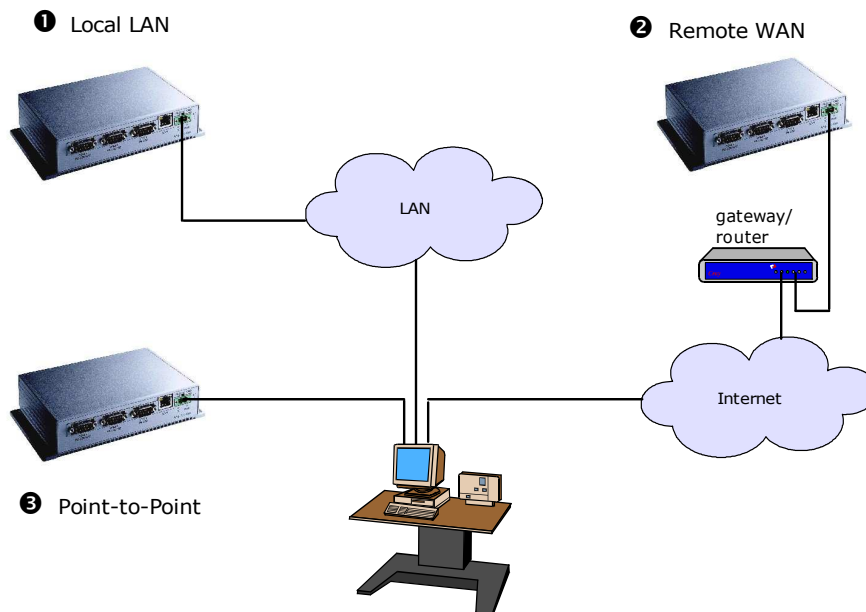 ❶ Local LAN
❷ Remote WAN
LAN
gateway/
router
Internet
❸ Point-to-Point